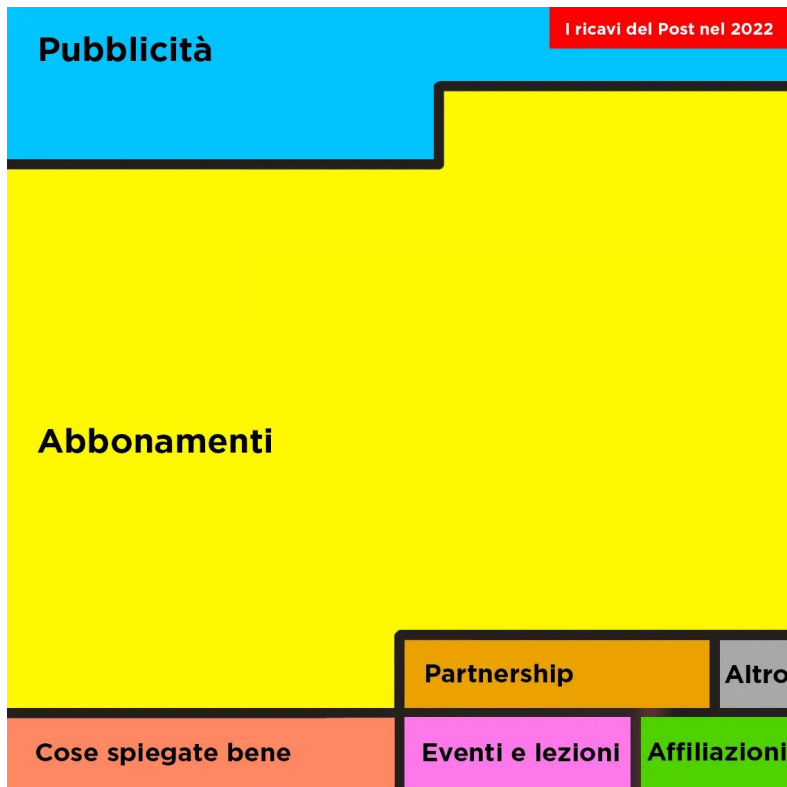 I ricavi del Post nel 2022
Pubblicità
Abbonamenti
Partnership
Altro
Cose spiegate bene
Eventi e lezioni
Affiliazioni